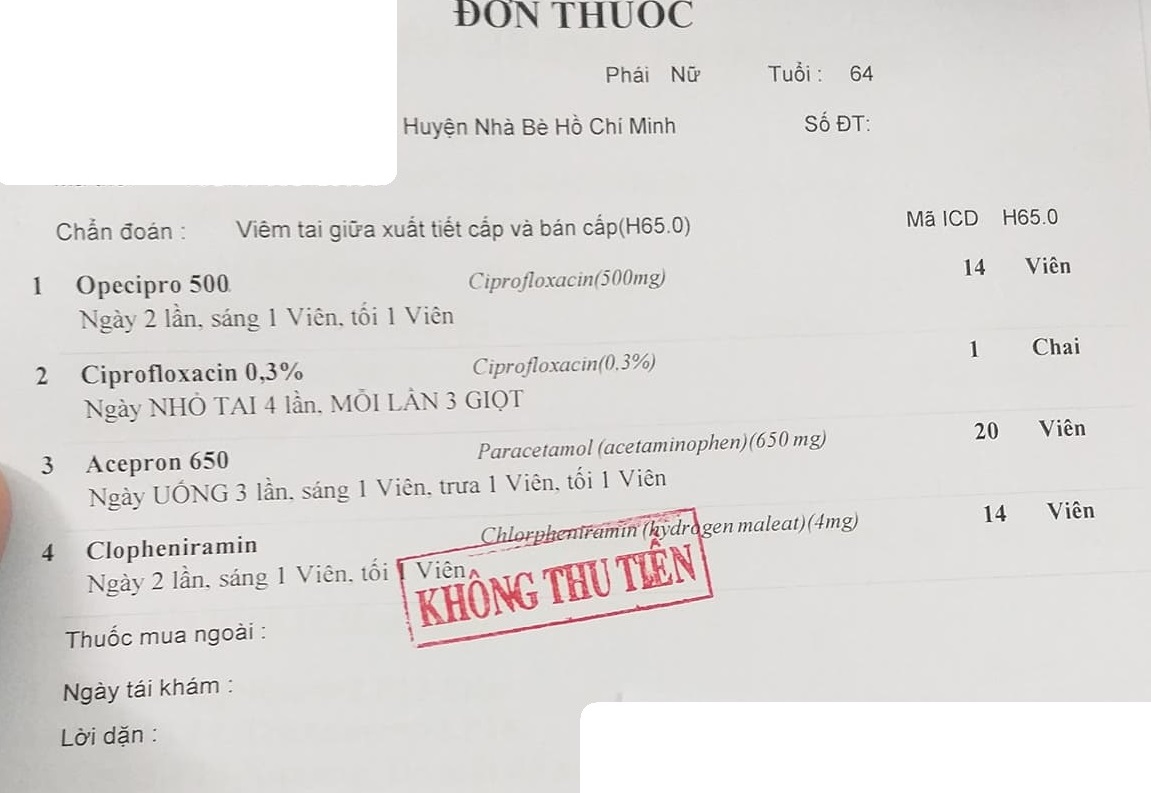 ĐƠN THUỐC
Phái Nữ Tuổi : 64
Huyện Nhà Bè Hồ Chí Minh Số ĐT:
Chẩn đoán : Viêm tai giữa xuất tiết cấp và bán cấp(H65.0) Mã ICD H65.0
1 Opecipro 500 Ciprofloxacin(500mg) 14 Viên
Ngày 2 lần, sáng 1 Viên, tối 1 Viên
2 Ciprofloxacin 0,3% Ciprofloxacin(0,3%) 1 Chai
Ngày NHỎ TAI 4 lần, MỖI LẦN 3 GIỌT
3 Acepron 650 Paracetamol (acetaminophen)(650 mg) 20 Viên
Ngày UỐNG 3 lần, sáng 1 Viên, trưa 1 Viên, tối 1 Viên
4 Clopheniramin Chlorpheniramin (hydrogen maleat)(4mg) 14 Viên
Ngày 2 lần, sáng 1 Viên, tối 1 Viên
KHÔNG THU TIỀN
Thuốc mua ngoài :
Ngày tái khám :
Lời dặn :